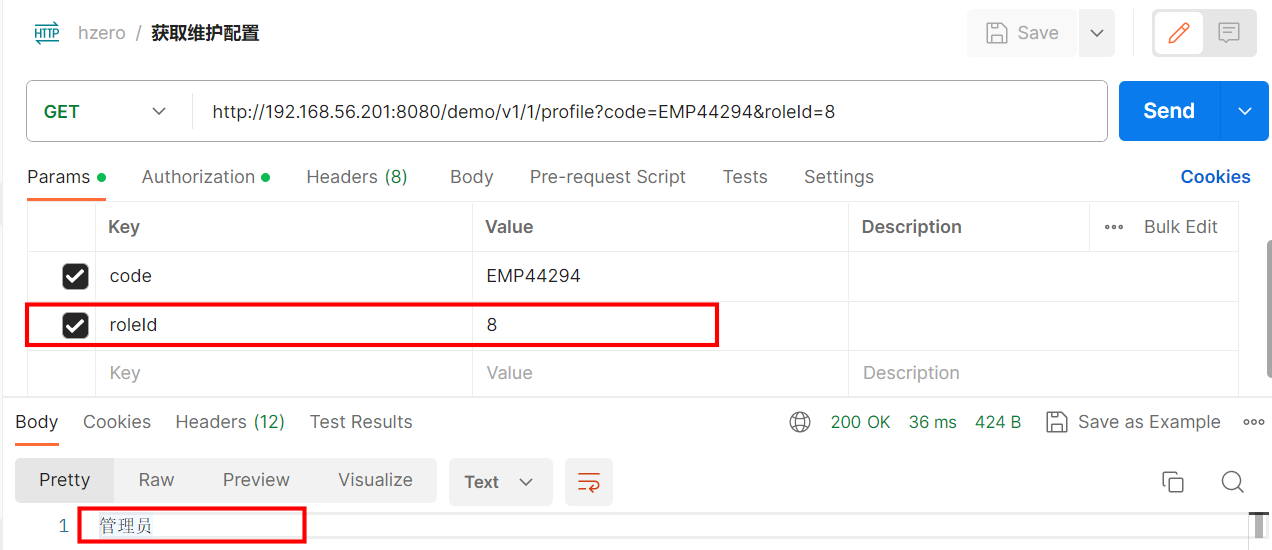 HTTP hzero / 获取维护配置 Save
GET http://192.168.56.201:8080/demo/v1/1/profile?code=EMP44294&roleId=8 Send
Params Authorization Headers (8) Body Pre-request Script Tests Settings Cookies
Key Value Description Bulk Edit
code EMP44294
roleId 8
Key Value Description
Body Cookies Headers (12) Test Results 200 OK 36 ms 424 B Save as Example
Pretty Raw Preview Visualize Text
1 管理员